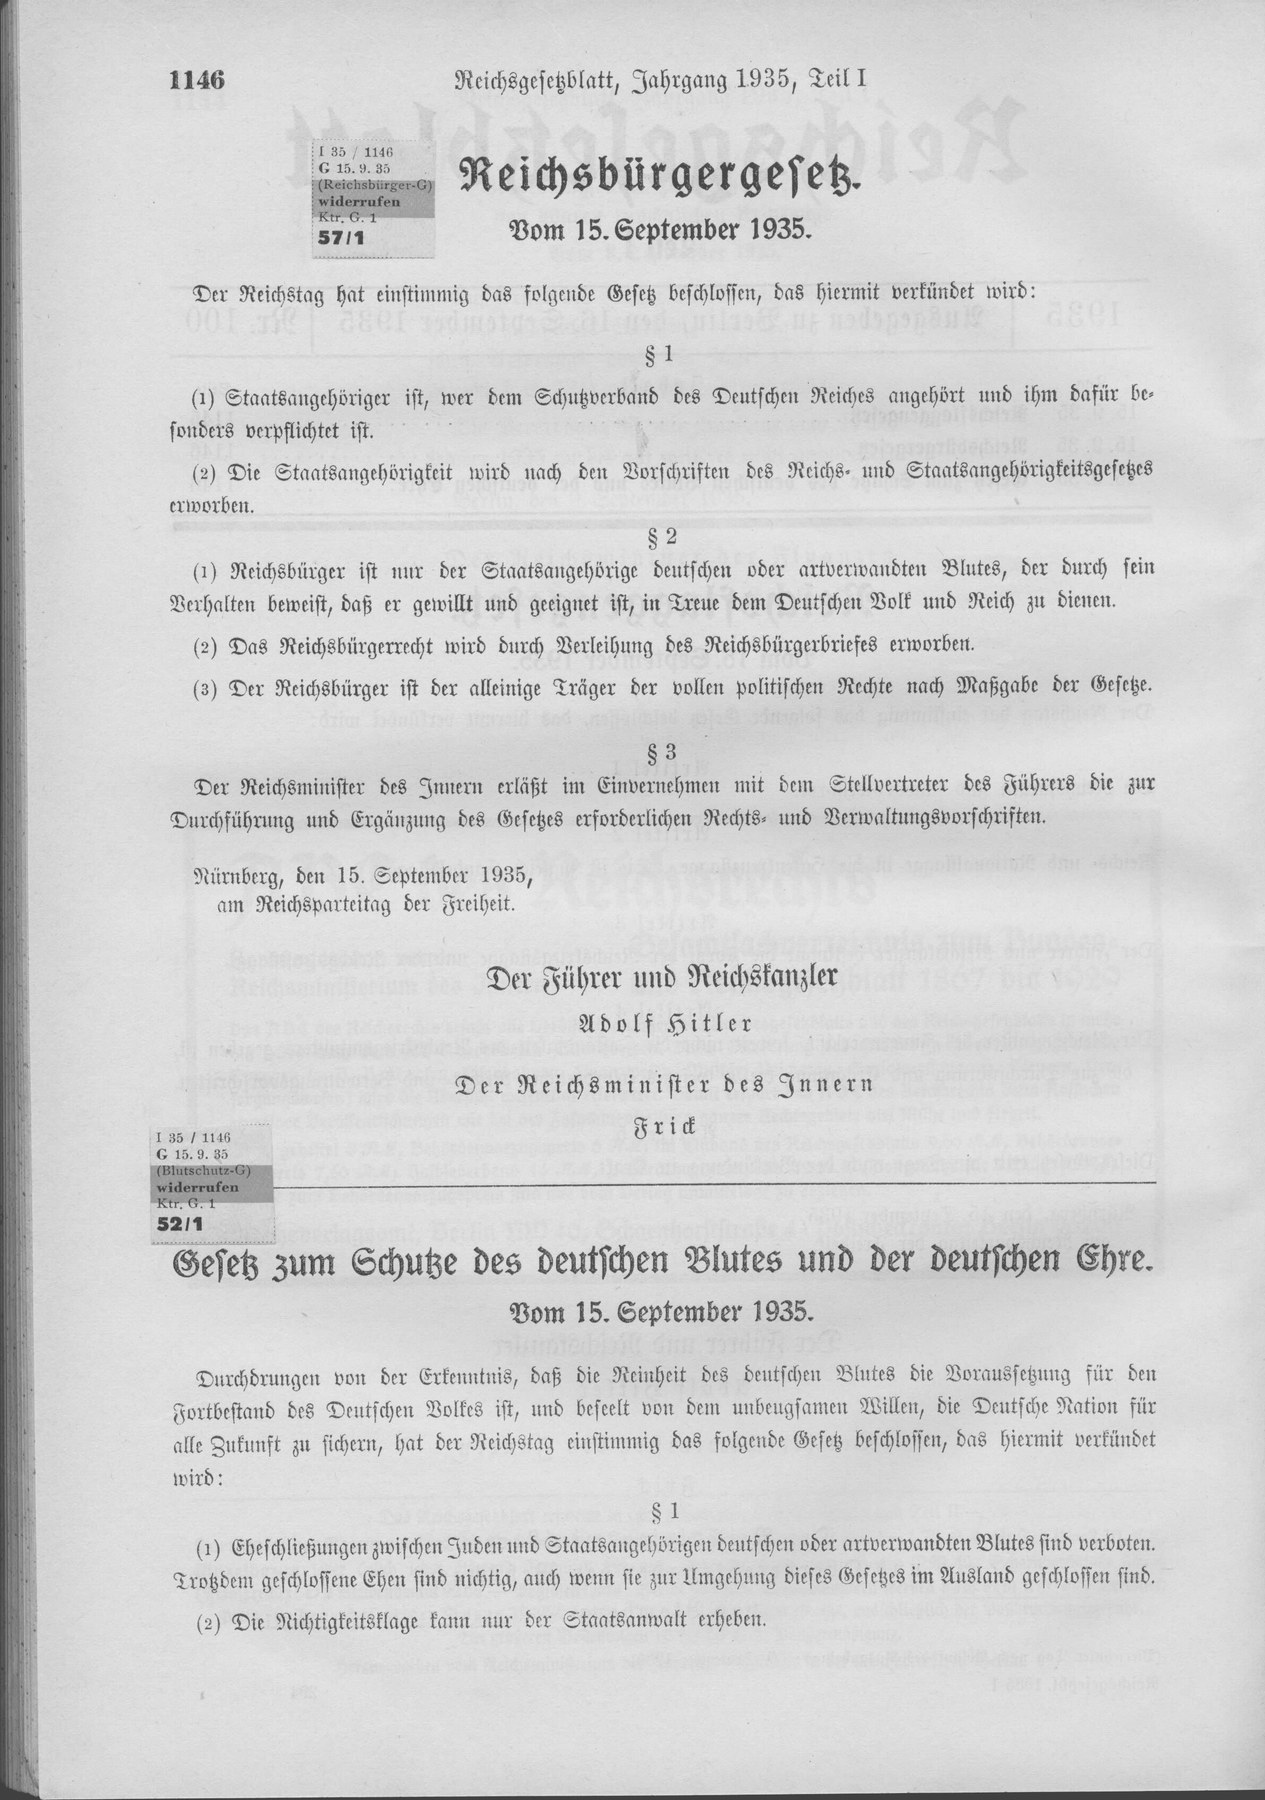 1146
Reichsgesetzblatt, Jahrgang 1935, Teil I
I 35 / 1146
G 15. 9. 35
(Reichsbürger-G)
widerrufen
Ktr. G. 1
57/1
Reichsbürgergesetz.
Vom 15. September 1935.
Der Reichstag hat einstimmig das folgende Gesetz beschlossen, das hiermit verkündet wird:
§ 1
(1) Staatsangehöriger ist, wer dem Schutzverband des Deutschen Reiches angehört und ihm dafür be-
sonders verpflichtet ist.
(2) Die Staatsangehörigkeit wird nach den Vorschriften des Reichs- und Staatsangehörigkeitsgesetzes
erworben.
§ 2
(1) Reichsbürger ist nur der Staatsangehörige deutschen oder artverwandten Blutes, der durch sein
Verhalten beweist, daß er gewillt und geeignet ist, in Treue dem Deutschen Volk und Reich zu dienen.
(2) Das Reichsbürgerrecht wird durch Verleihung des Reichsbürgerbriefes erworben.
(3) Der Reichsbürger ist der alleinige Träger der vollen politischen Rechte nach Maßgabe der Gesetze.
§ 3
Der Reichsminister des Innern erläßt im Einvernehmen mit dem Stellvertreter des Führers die zur
Durchführung und Ergänzung des Gesetzes erforderlichen Rechts- und Verwaltungsvorschriften.
Nürnberg, den 15. September 1935,
am Reichsparteitag der Freiheit.
Der Führer und Reichskanzler
Adolf Hitler
Der Reichsminister des Innern
Frick
I 35 / 1146
G 15. 9. 35
(Blutschutz-G)
widerrufen
Ktr. G. 1
52/1
Gesetz zum Schutze des deutschen Blutes und der deutschen Ehre.
Vom 15. September 1935.
Durchdrungen von der Erkenntnis, daß die Reinheit des deutschen Blutes die Voraussetzung für den
Fortbestand des Deutschen Volkes ist, und beseelt von dem unbeugsamen Willen, die Deutsche Nation für
alle Zukunft zu sichern, hat der Reichstag einstimmig das folgende Gesetz beschlossen, das hiermit verkündet
wird:
§ 1
(1) Eheschließungen zwischen Juden und Staatsangehörigen deutschen oder artverwandten Blutes sind verboten.
Trotzdem geschlossene Ehen sind nichtig, auch wenn sie zur Umgehung dieses Gesetzes im Ausland geschlossen sind.
(2) Die Nichtigkeitsklage kann nur der Staatsanwalt erheben.